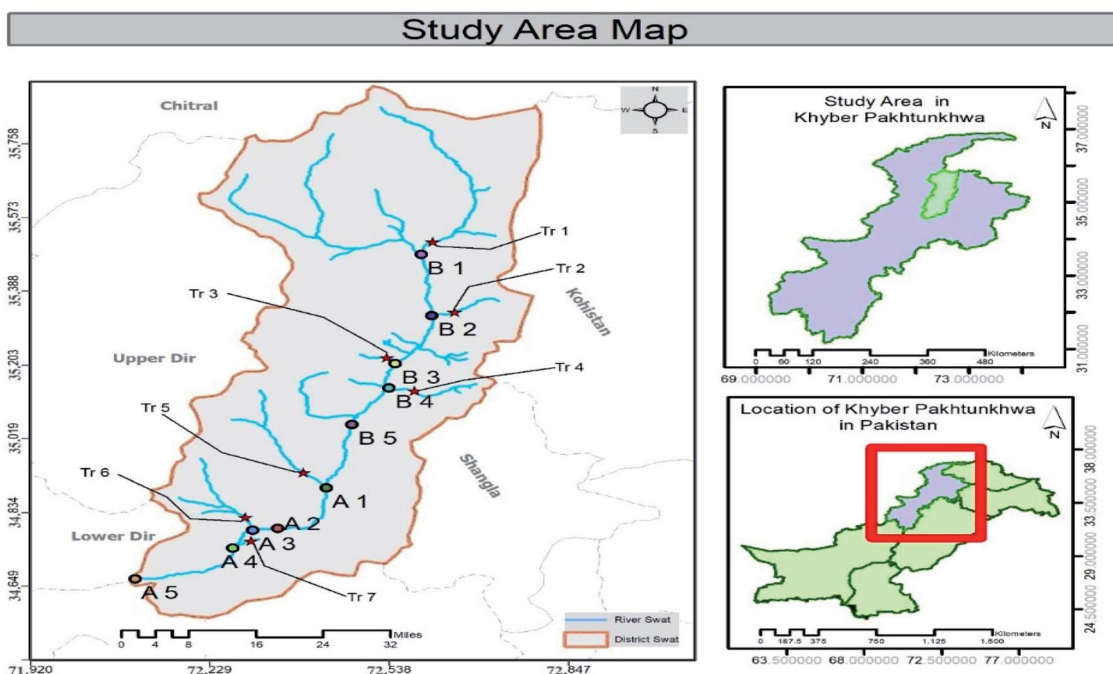 Study Area Map
Chitral
N
W E
S
35,758
35,573
35,388
35,203
35,019
34,834
34,649
Tr 1
B 1
Tr 2
Tr 3
B 2
Kohistan
Upper Dir
B 3
Tr 4
B 4
Tr 5
B 5
Shangla
Tr 6
A 1
A 2
Lower Dir
A 3
A 4
A 5
Tr 7
River Swat
District Swat
0 4 8 16 24 32 Miles
71.920 72.229 72.538 72.847
Study Area in
Khyber Pakhtunkhwa
N
37.000000
35.000000
33.000000
31.000000
0 60 120 240 360 480 Kilometers
69.000000 71.000000 73.000000
Location of Khyber Pakhtunkhwa
in Pakistan
N
38.000000
33.500000
29.000000
24.500000
0 187.5 375 750 1,125 1,500 Kilometers
63.500000 68.000000 72.500000 77.000000